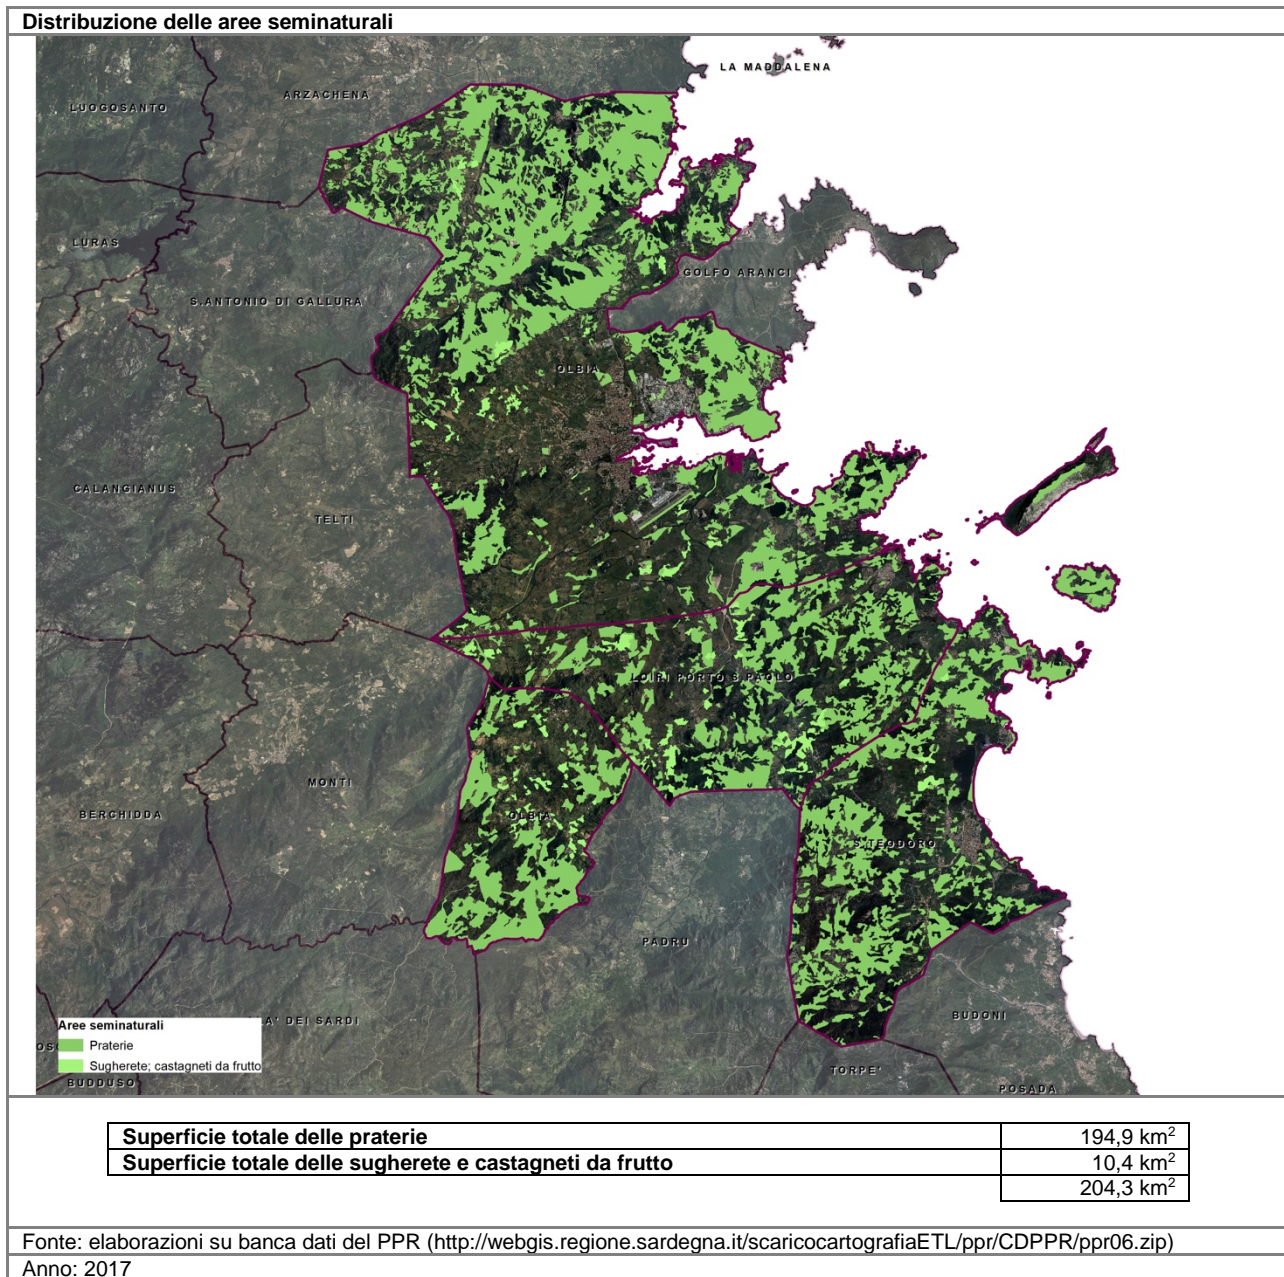 Distribuzione delle aree seminaturali
LA MADDALENA
ARZACHENA
LUOGOSANTO
LURAS
GOLFO ARANCI
S.ANTONIO DI GALLURA
OLBIA
CALANGIANUS
TELTI
LOIRI PORTO S.PAOLO
MONTI
BERCHIDDA
OLBIA
S.TEODORO
PADRU
BUDONI
A' DEI SARDI
Aree seminaturali
Praterie
Sugherete; castagneti da frutto
BUDDUSO'
TORPE'
POSADA
Superficie totale delle praterie 194,9 km²
Superficie totale delle sugherete e castagneti da frutto 10,4 km²
204,3 km²
Fonte: elaborazioni su banca dati del PPR (http://webgis.regione.sardegna.it/scaricocartografiaETL/ppr/CDPPR/ppr06.zip)
Anno: 2017